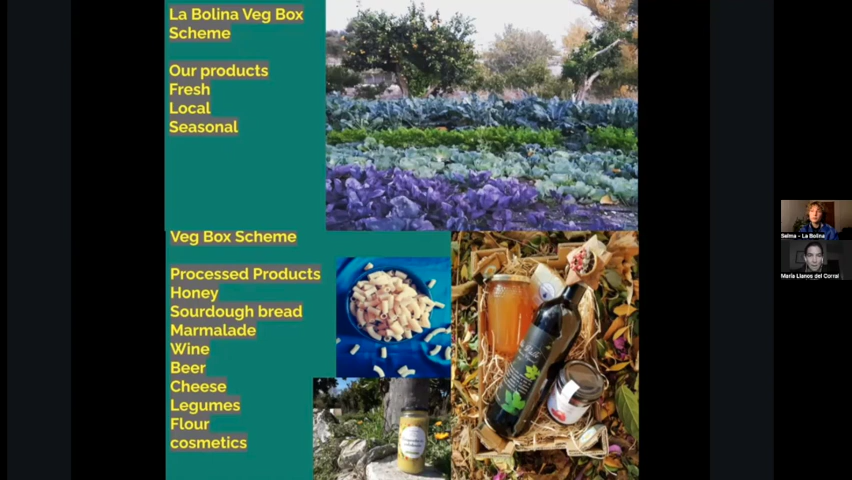 La Bolina Veg Box
Scheme
Our products
Fresh
Local
Seasonal
Veg Box Scheme
Processed Products
Honey
Sourdough bread
Marmalade
Wine
Beer
Cheese
Legumes
Flour
cosmetics
Selma - La Bolina
María Llanos del Corral